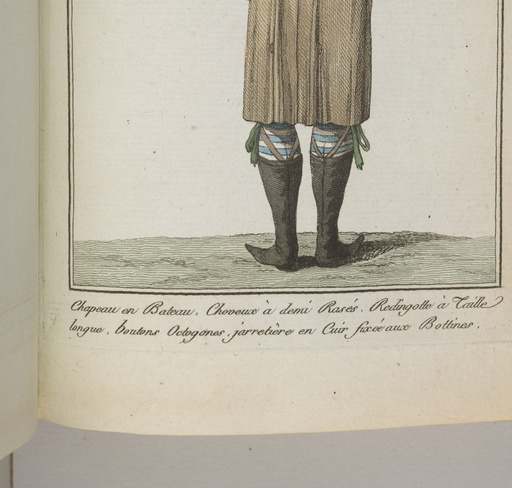 Chapeau en Bateau, Cheveux à demi Rasés. Redingotte à Taille
longue, boutons Octogones, jarretière en Cuir fixée aux Bottines.